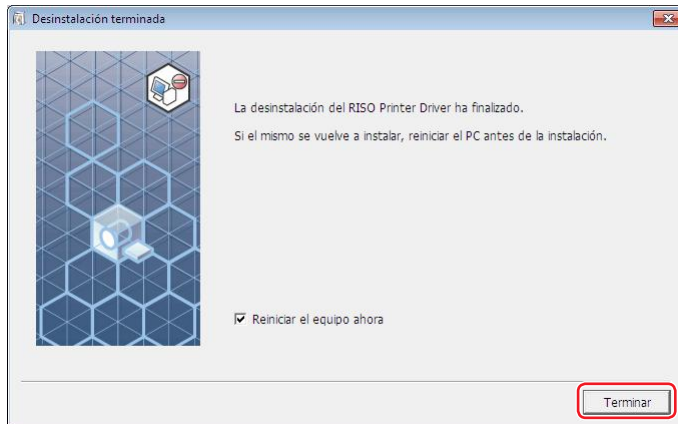 Desinstalación terminada
La desinstalación del RISO Printer Driver ha finalizado.
Si el mismo se vuelve a instalar, reiniciar el PC antes de la instalación.
Reiniciar el equipo ahora
Terminar